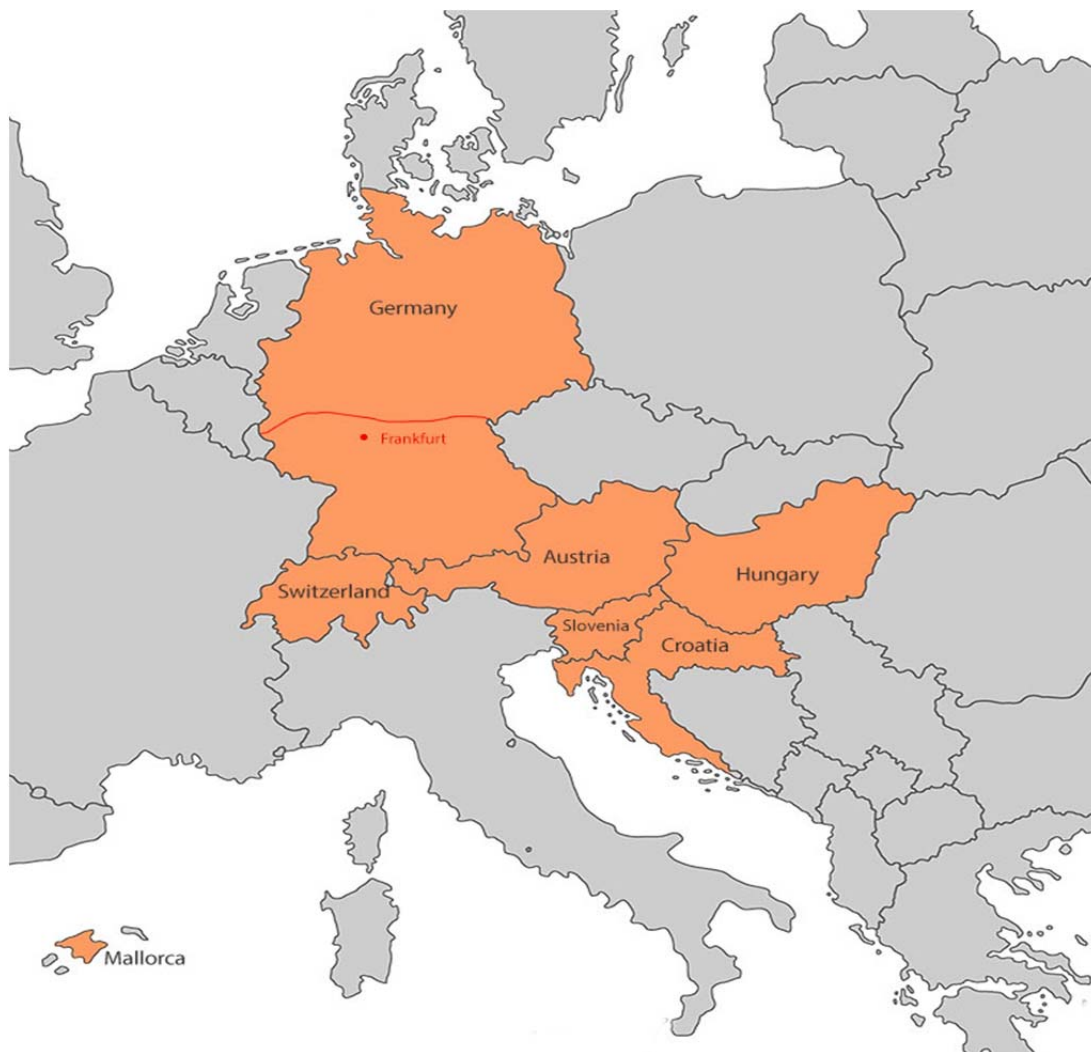 Germany
Frankfurt
Austria
Hungary
Switzerland
Slovenia
Croatia
Mallorca